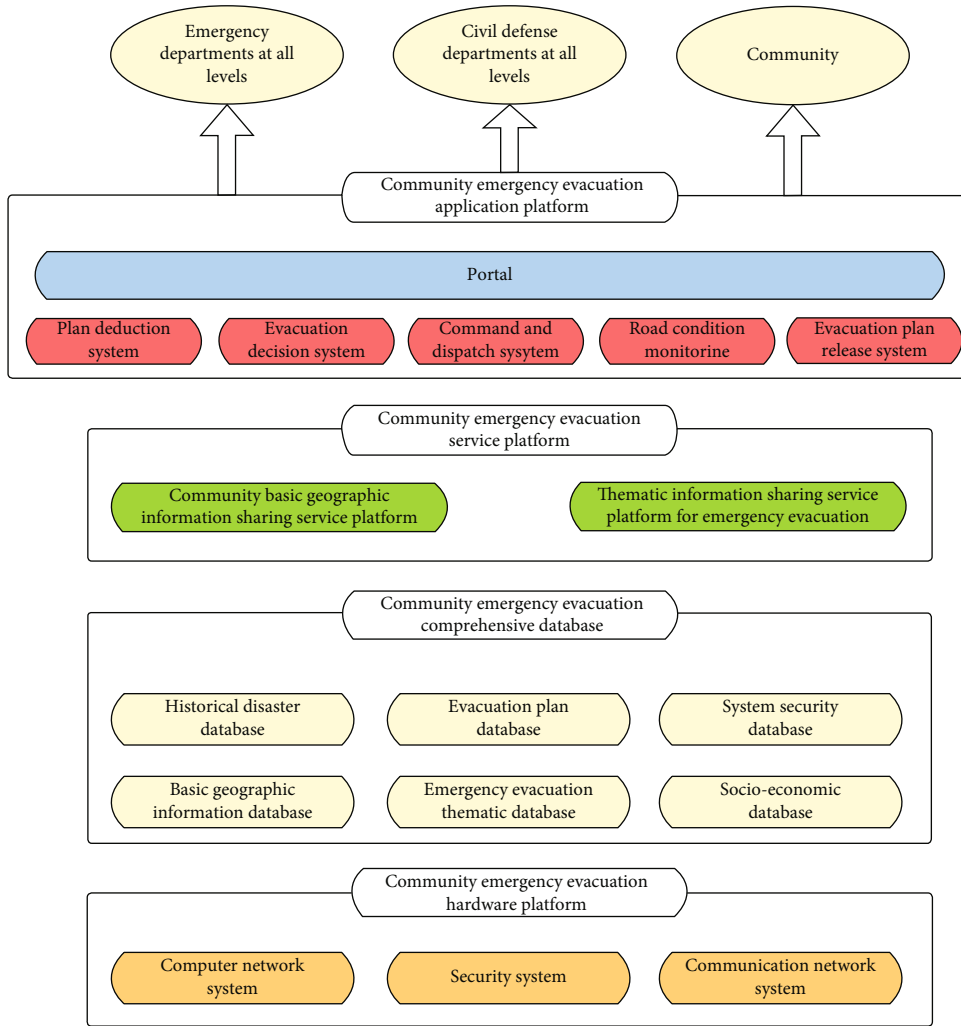 Emergency
departments at all
levels
Civil defense
departments at all
levels
Community
Community emergency evacuation
application platform
Portal
Plan deduction
system
Evacuation
decision system
Command and
dispatch sysytem
Road condition
monitorine
Evacuation plan
release system
Community emergency evacuation
service platform
Community basic geographic
information sharing service platform
Thematic information sharing service
platform for emergency evacuation
Community emergency evacuation
comprehensive database
Historical disaster
database
Evacuation plan
database
System security
database
Basic geographic
information database
Emergency evacuation
thematic database
Socio-economic
database
Community emergency evacuation
hardware platform
Computer network
system
Security system
Communication network
system